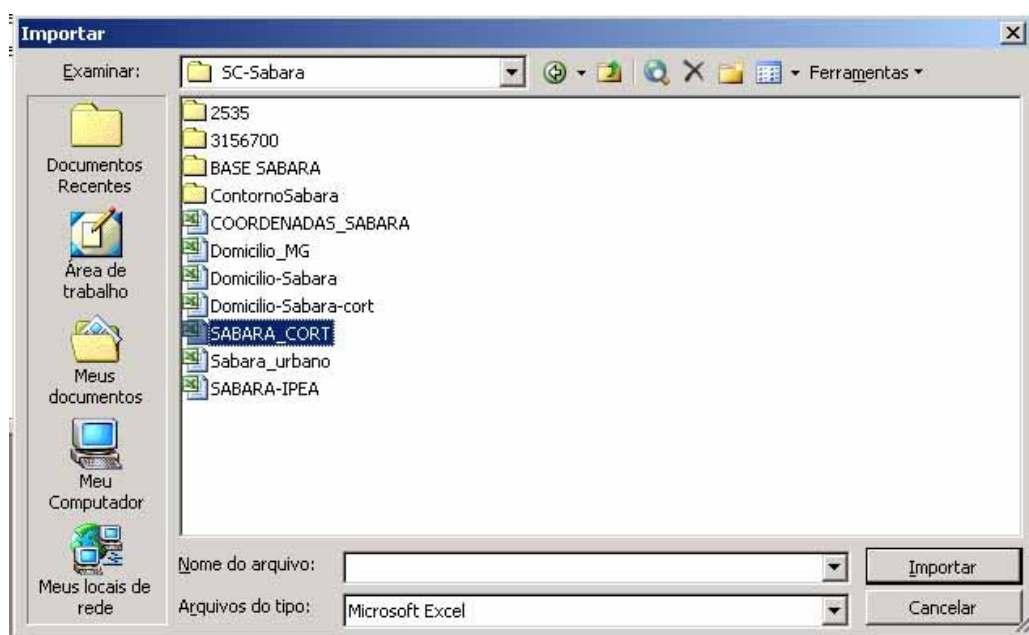 Importar
Examinar:
SC-Sabara
Ferramentas
2535
3156700
BASE SABARA
ContornoSabara
COORDENADAS_SABARA
Domicilio_MG
Domicilio-Sabara
Domicilio-Sabara-cort
SABARA_CORT
Sabara_urbano
SABARA-IPEA
Documentos
Recentes
Área de
trabalho
Meus
documentos
Meu
Computador
Meus locais de
rede
Nome do arquivo:
Importar
Arquivos do tipo:
Microsoft Excel
Cancelar